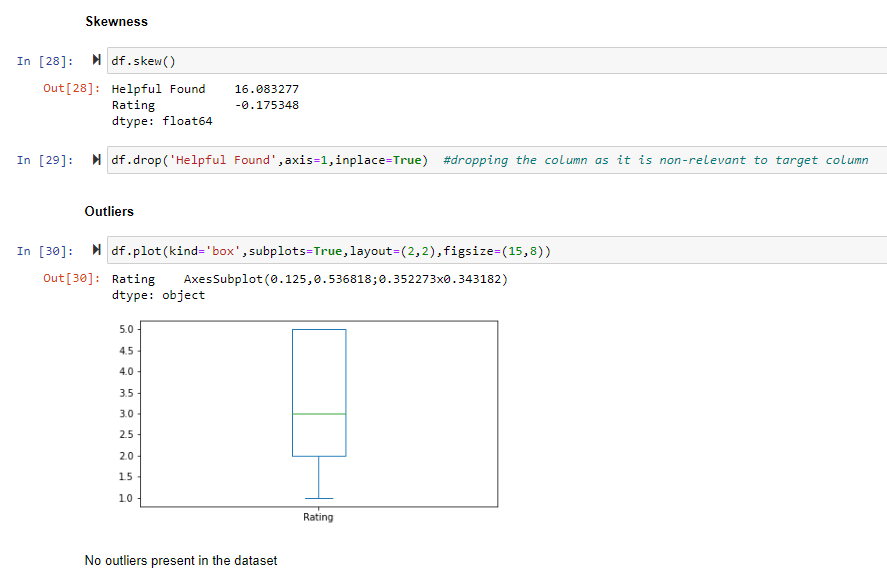 Skewness
In [28]: df.skew()
Out[28]: Helpful Found    16.083277
Rating           -0.175348
dtype: float64
In [29]: df.drop('Helpful Found',axis=1,inplace=True)  #dropping the column as it is non-relevant to target column
Outliers
In [30]: df.plot(kind='box',subplots=True,layout=(2,2),figsize=(15,8))
Out[30]: Rating    AxesSubplot(0.125,0.536818;0.352273x0.343182)
dtype: object
5.0
4.5
4.0
3.5
3.0
2.5
2.0
1.5
1.0
Rating
No outliers present in the dataset